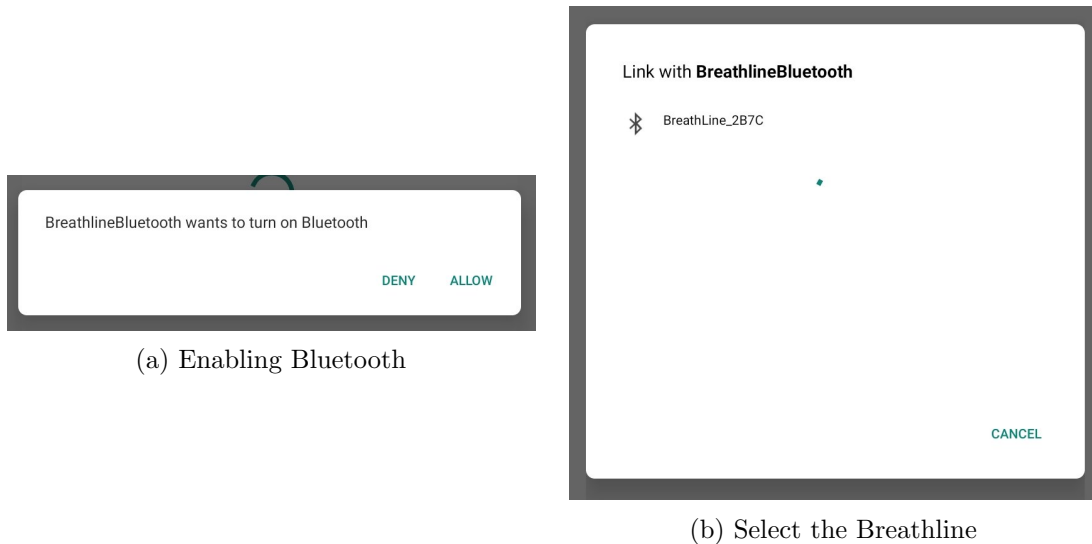 BreathlineBluetooth wants to turn on Bluetooth
DENY ALLOW
(a) Enabling Bluetooth
Link with BreathlineBluetooth
BreathLine_2B7C
CANCEL
(b) Select the Breathline